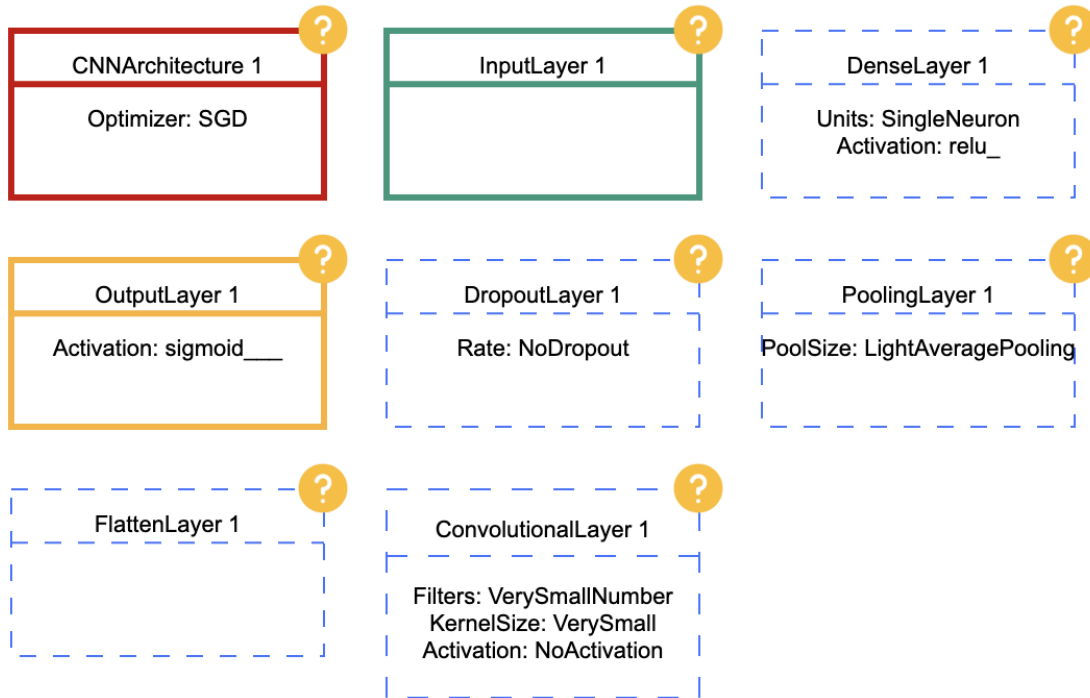 ?
CNNArchitecture 1
Optimizer: SGD
?
InputLayer 1
?
DenseLayer 1
Units: SingleNeuron
Activation: relu_
?
OutputLayer 1
Activation: sigmoid___
?
DropoutLayer 1
Rate: NoDropout
?
PoolingLayer 1
PoolSize: LightAveragePooling
?
FlattenLayer 1
?
ConvolutionalLayer 1
Filters: VerySmallNumber
KernelSize: VerySmall
Activation: NoActivation